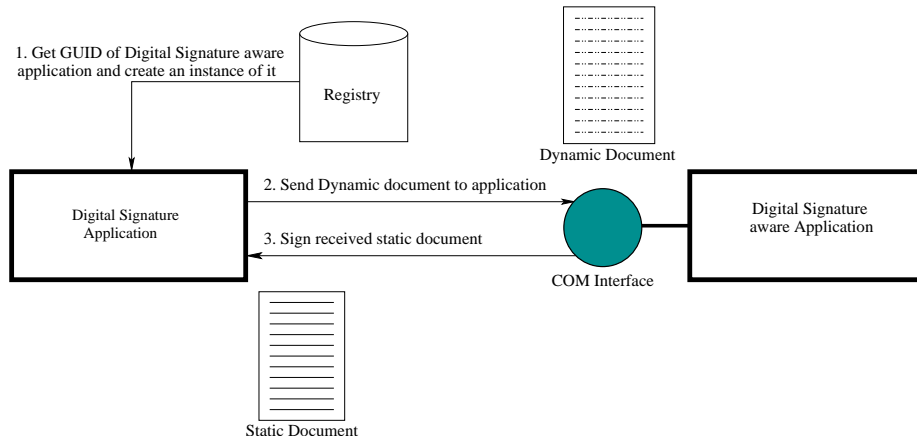 1. Get GUID of Digital Signature aware
application and create an instance of it
Registry
Dynamic Document
Digital Signature
Application
2. Send Dynamic document to application
3. Sign received static document
COM Interface
Digital Signature
aware Application
Static Document